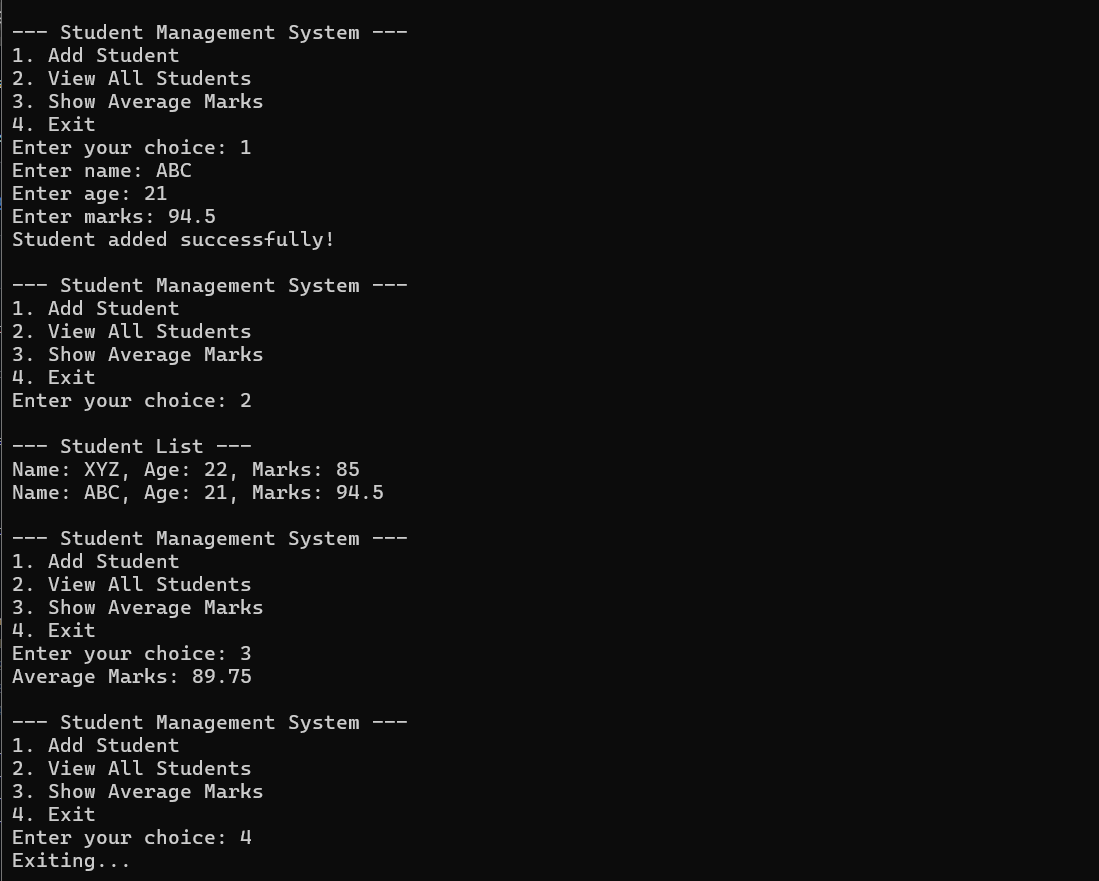 --- Student Management System ---
1. Add Student
2. View All Students
3. Show Average Marks
4. Exit
Enter your choice: 1
Enter name: ABC
Enter age: 21
Enter marks: 94.5
Student added successfully!
--- Student Management System ---
1. Add Student
2. View All Students
3. Show Average Marks
4. Exit
Enter your choice: 2
--- Student List ---
Name: XYZ, Age: 22, Marks: 85
Name: ABC, Age: 21, Marks: 94.5
--- Student Management System ---
1. Add Student
2. View All Students
3. Show Average Marks
4. Exit
Enter your choice: 3
Average Marks: 89.75
--- Student Management System ---
1. Add Student
2. View All Students
3. Show Average Marks
4. Exit
Enter your choice: 4
Exiting...